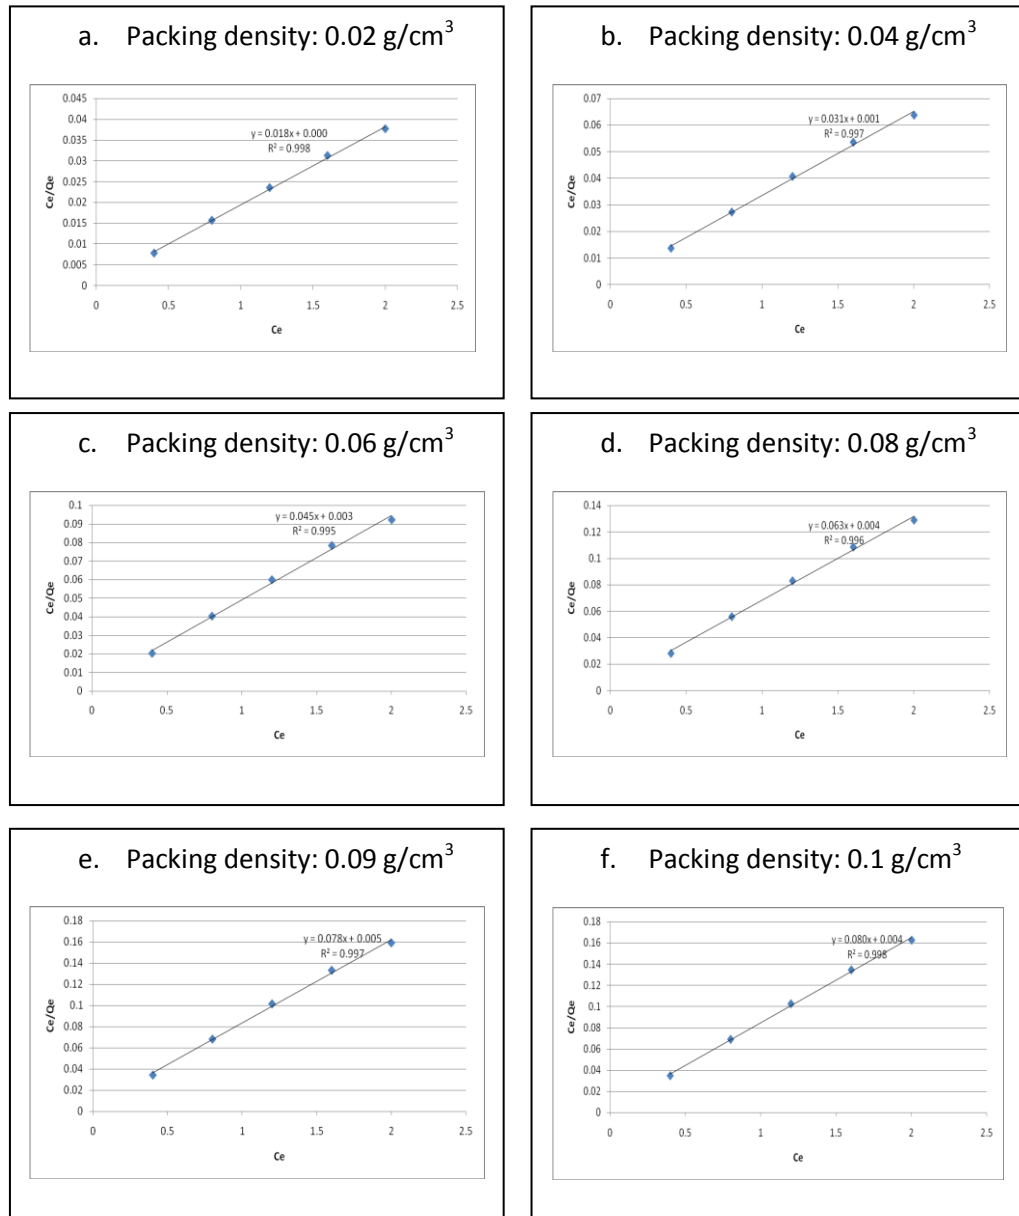 a. Packing density: 0.02 g/cm³
0.045
0.04
0.035
0.03
0.025
0.02
0.015
0.01
0.005
0
Ce/Qe
y = 0.018x + 0.000
R² = 0.998
0 0.5 1 1.5 2 2.5
Ce
b. Packing density: 0.04 g/cm³
0.07
0.06
0.05
0.04
0.03
0.02
0.01
0
Ce/Qe
y = 0.031x + 0.001
R² = 0.997
0 0.5 1 1.5 2 2.5
Ce
c. Packing density: 0.06 g/cm³
0.1
0.09
0.08
0.07
0.06
0.05
0.04
0.03
0.02
0.01
0
Ce/Qe
y = 0.045x + 0.003
R² = 0.995
0 0.5 1 1.5 2 2.5
Ce
d. Packing density: 0.08 g/cm³
0.14
0.12
0.1
0.08
0.06
0.04
0.02
0
Ce/Qe
y = 0.063x + 0.004
R² = 0.996
0 0.5 1 1.5 2 2.5
Ce
e. Packing density: 0.09 g/cm³
0.18
0.16
0.14
0.12
0.1
0.08
0.06
0.04
0.02
0
Ce/Qe
y = 0.078x + 0.005
R² = 0.997
0 0.5 1 1.5 2 2.5
Ce
f. Packing density: 0.1 g/cm³
0.18
0.16
0.14
0.12
0.1
0.08
0.06
0.04
0.02
0
Ce/Qe
y = 0.080x + 0.004
R² = 0.998
0 0.5 1 1.5 2 2.5
Ce